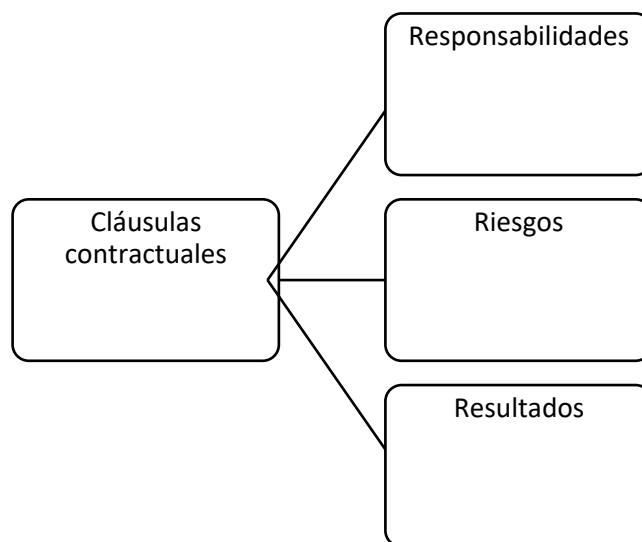 Cláusulas
contractuales
Responsabilidades
Riesgos
Resultados